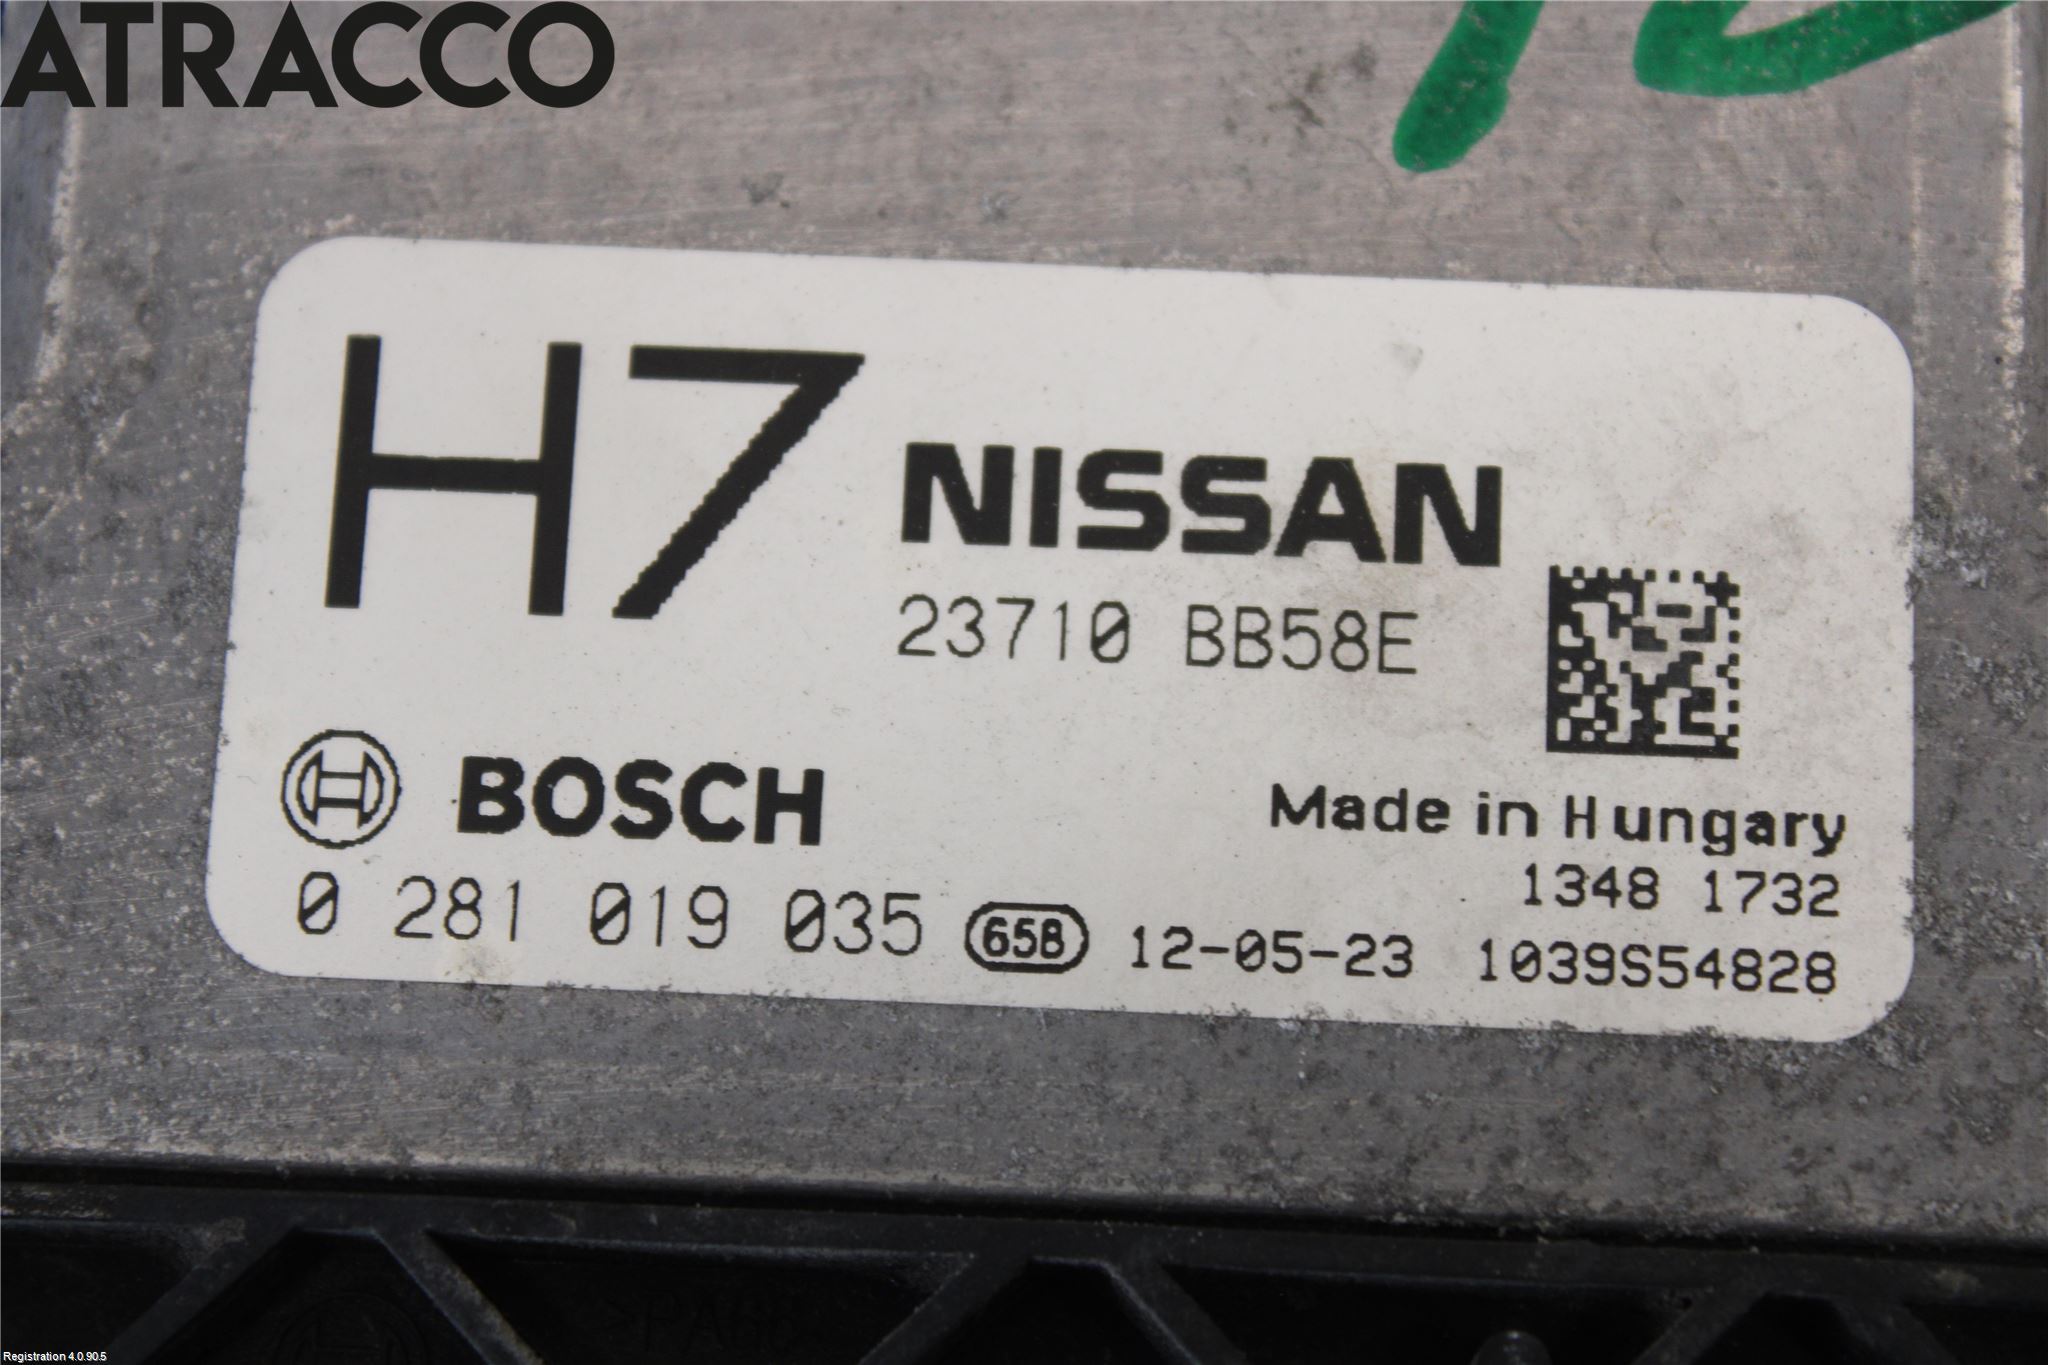 ATRACCO
H7
NISSAN
23710 BB58E
BOSCH
Made in Hungary
1348 1732
0 281 019 035 65B 12-05-23 1039S54828
Registration 4.0.90.5